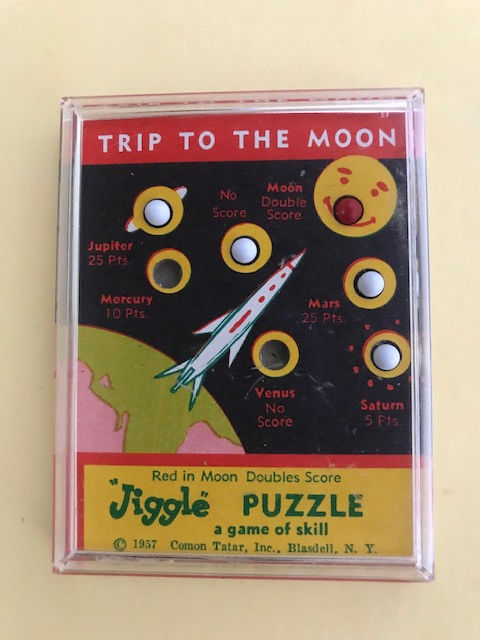 TRIP TO THE MOON
No
Score
Moon
Double
Score
Jupiter
25 Pts.
Mercury
10 Pts.
Mars
25 Pts.
Venus
No
Score
Saturn
5 Pts.
Red in Moon Doubles Score
"Jiggle" PUZZLE
a game of skill
© 1957 Comon Tatar, Inc., Blasdell, N. Y.